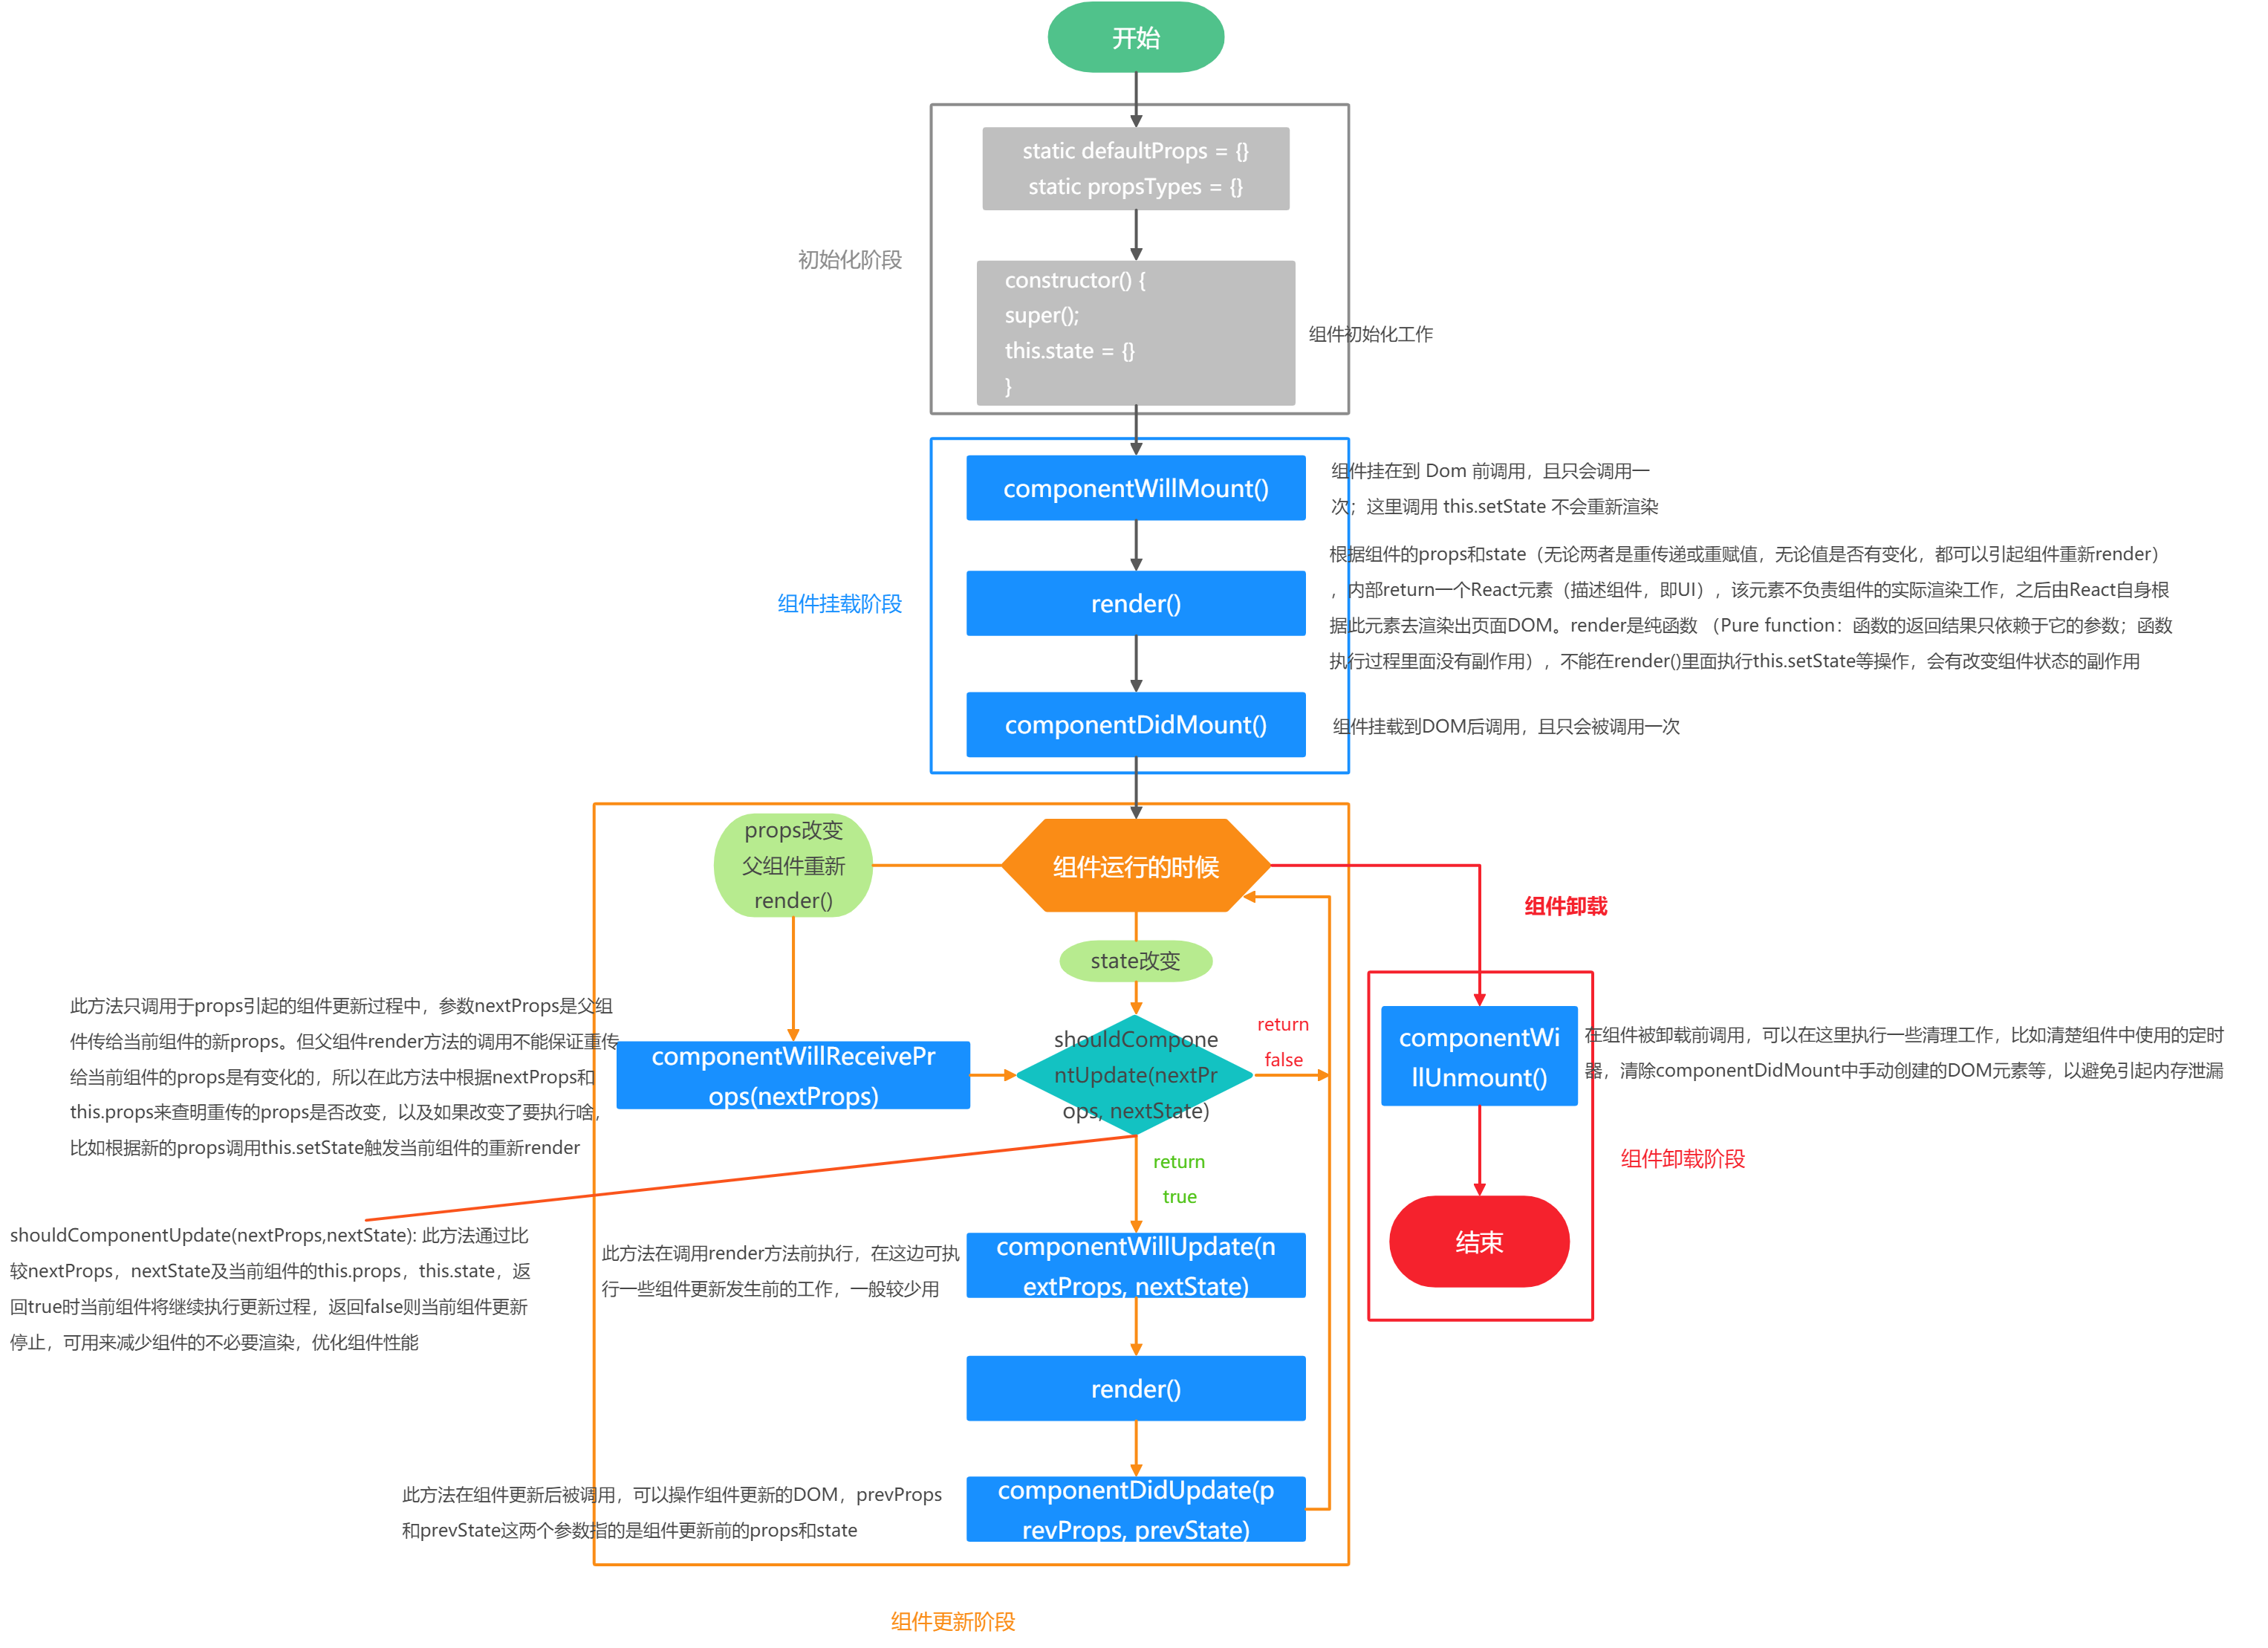 开始
static defaultProps = {}
static propsTypes = {}
初始化阶段
constructor() {
super();
this.state = {}
}
组件初始化工作
componentWillMount()
组件挂在到 Dom 前调用，且只会调用一
次；这里调用 this.setState 不会重新渲染
组件挂载阶段
render()
根据组件的props和state（无论两者是重传递或重赋值，无论值是否有变化，都可以引起组件重新render）
，内部return一个React元素（描述组件，即UI），该元素不负责组件的实际渲染工作，之后由React自身根
据此元素去渲染出页面DOM。render是纯函数 （Pure function：函数的返回结果只依赖于它的参数；函数
执行过程里面没有副作用），不能在render()里面执行this.setState等操作，会有改变组件状态的副作用
componentDidMount()
组件挂载到DOM后调用，且只会被调用一次
props改变
父组件重新
render()
组件运行的时候
组件卸载
state改变
此方法只调用于props引起的组件更新过程中，参数nextProps是父组
件传给当前组件的新props。但父组件render方法的调用不能保证重传
给当前组件的props是有变化的，所以在此方法中根据nextProps和
this.props来查明重传的props是否改变，以及如果改变了要执行啥，
比如根据新的props调用this.setState触发当前组件的重新render
componentWillReceivePr
ops(nextProps)
shouldCompone
ntUpdate(nextPr
ops, nextState)
return
false
componentWi
llUnmount()
在组件被卸载前调用，可以在这里执行一些清理工作，比如清楚组件中使用的定时
器，清除componentDidMount中手动创建的DOM元素等，以避免引起内存泄漏
return
true
组件卸载阶段
shouldComponentUpdate(nextProps,nextState): 此方法通过比
较nextProps，nextState及当前组件的this.props，this.state，返
回true时当前组件将继续执行更新过程，返回false则当前组件更新
停止，可用来减少组件的不必要渲染，优化组件性能
此方法在调用render方法前执行，在这边可执
行一些组件更新发生前的工作，一般较少用
componentWillUpdate(n
extProps, nextState)
结束
render()
此方法在组件更新后被调用，可以操作组件更新的DOM，prevProps
和prevState这两个参数指的是组件更新前的props和state
componentDidUpdate(p
revProps, prevState)
组件更新阶段